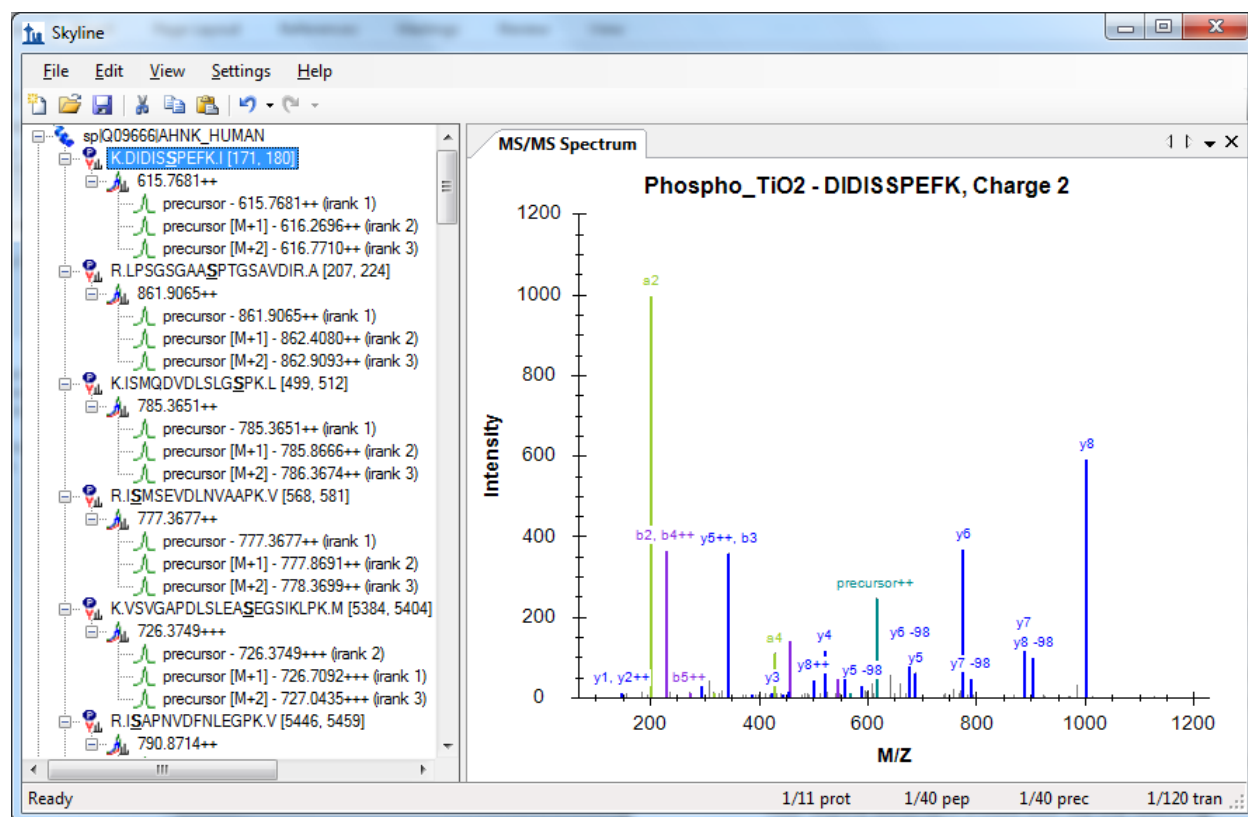 Skyline
File Edit View Settings Help
sp|Q09666|AHNK_HUMAN
K.DIDISSPEFK.I [171, 180]
615.7681++
precursor - 615.7681++ (irank 1)
precursor [M+1] - 616.2696++ (irank 2)
precursor [M+2] - 616.7710++ (irank 3)
R.LPSGSGAASPTGSAVDIR.A [207, 224]
861.9065++
precursor - 861.9065++ (irank 1)
precursor [M+1] - 862.4080++ (irank 2)
precursor [M+2] - 862.9093++ (irank 3)
K.ISMQDVDLSLGSPK.L [499, 512]
785.3651++
precursor - 785.3651++ (irank 1)
precursor [M+1] - 785.8666++ (irank 2)
precursor [M+2] - 786.3674++ (irank 3)
R.ISMSEVDLNVAAPK.V [568, 581]
777.3677++
precursor - 777.3677++ (irank 1)
precursor [M+1] - 777.8691++ (irank 2)
precursor [M+2] - 778.3699++ (irank 3)
K.VSVGAPDLSLEASEGSIKLPK.M [5384, 5404]
726.3749+++
precursor - 726.3749+++ (irank 2)
precursor [M+1] - 726.7092+++ (irank 1)
precursor [M+2] - 727.0435+++ (irank 3)
R.ISAPNVDFNLEGPK.V [5446, 5459]
790.8714++
MS/MS Spectrum
Phospho_TiO2 - DIDISSPEFK, Charge 2
Intensity
1200
1000
800
600
400
200
0
a2
y8
b2, b4++ y5++, b3
y6
precursor++
a4
y4
y6 -98
y7
y8 -98
y1, y2++
b5++
y3
y8++
y5 -98
y5
y7 -98
200 400 600 800 1000 1200
M/Z
Ready
1/11 prot 1/40 pep 1/40 prec 1/120 tran